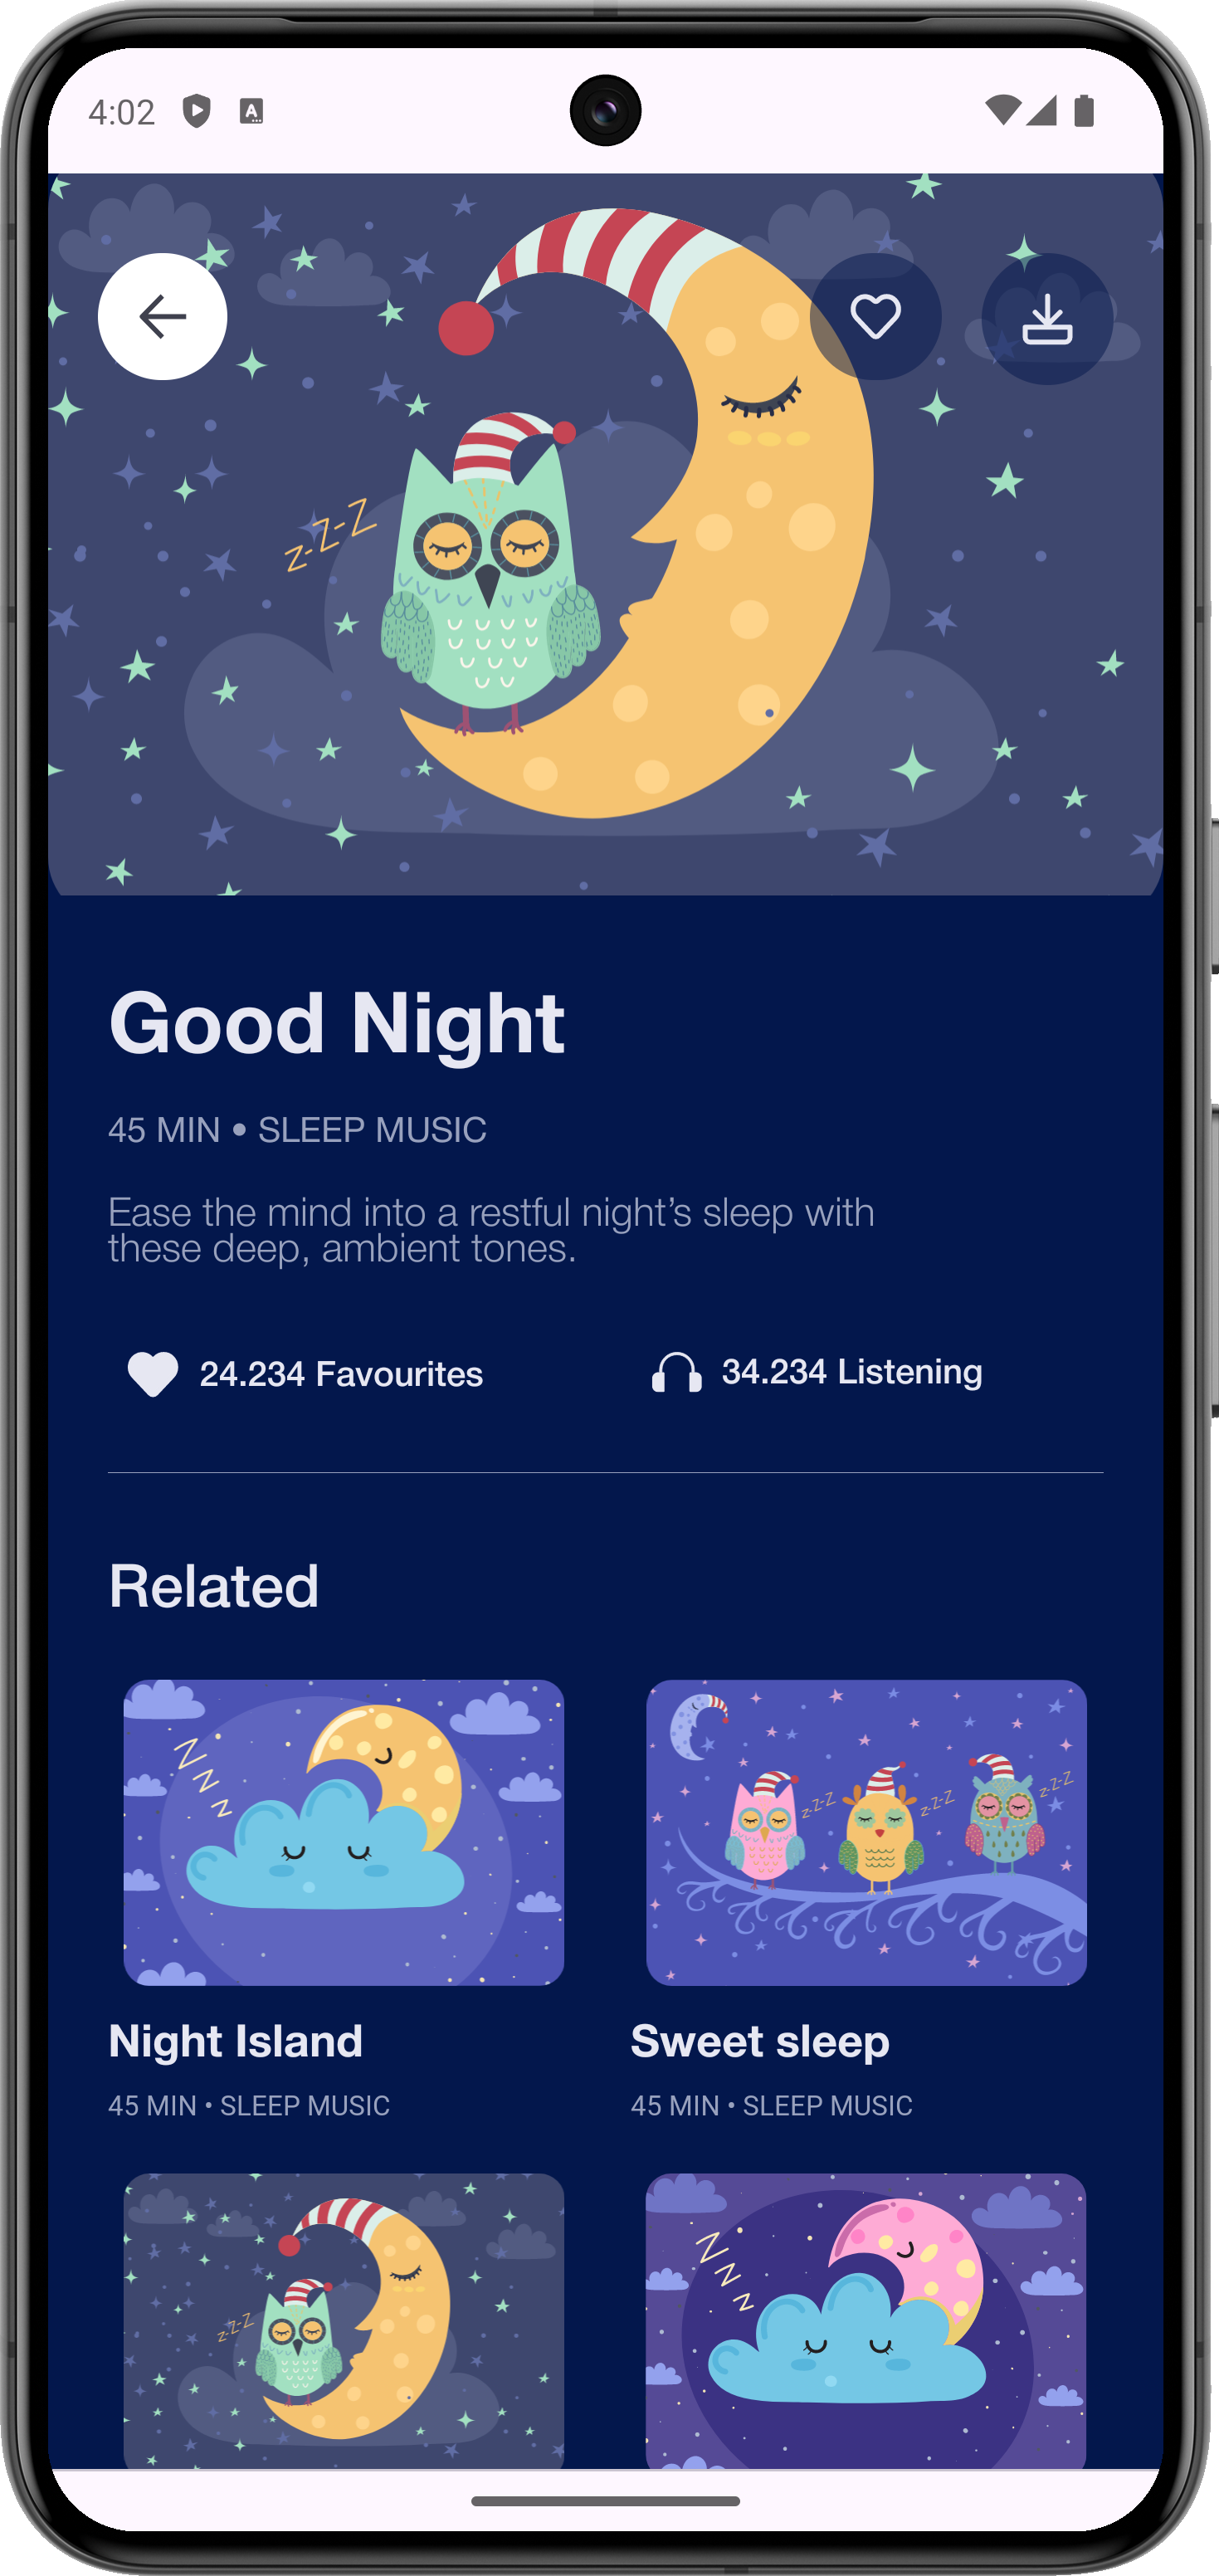 4:02
A
z-z-z
Good Night
45 MIN • SLEEP MUSIC
Ease the mind into a restful night’s sleep with
these deep, ambient tones.
24.234 Favourites
34.234 Listening
Related
z z z
z-z-z z-z-z z-z-z
Night Island
Sweet sleep
45 MIN • SLEEP MUSIC
45 MIN • SLEEP MUSIC
z-z-z
z z z